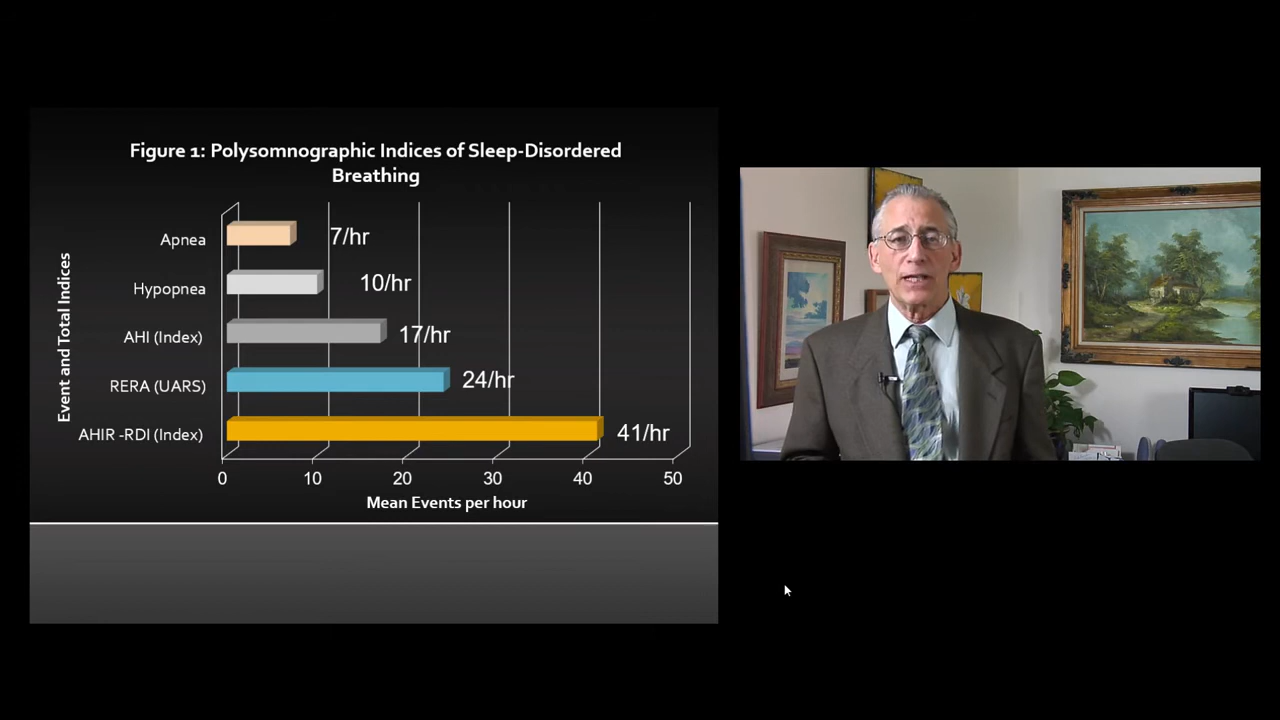 Figure 1: Polysomnographic Indices of Sleep-Disordered
Breathing
Event and Total Indices
Apnea 7/hr
Hypopnea 10/hr
AHI (Index) 17/hr
RERA (UARS) 24/hr
AHIR -RDI (Index) 41/hr
0 10 20 30 40 50
Mean Events per hour